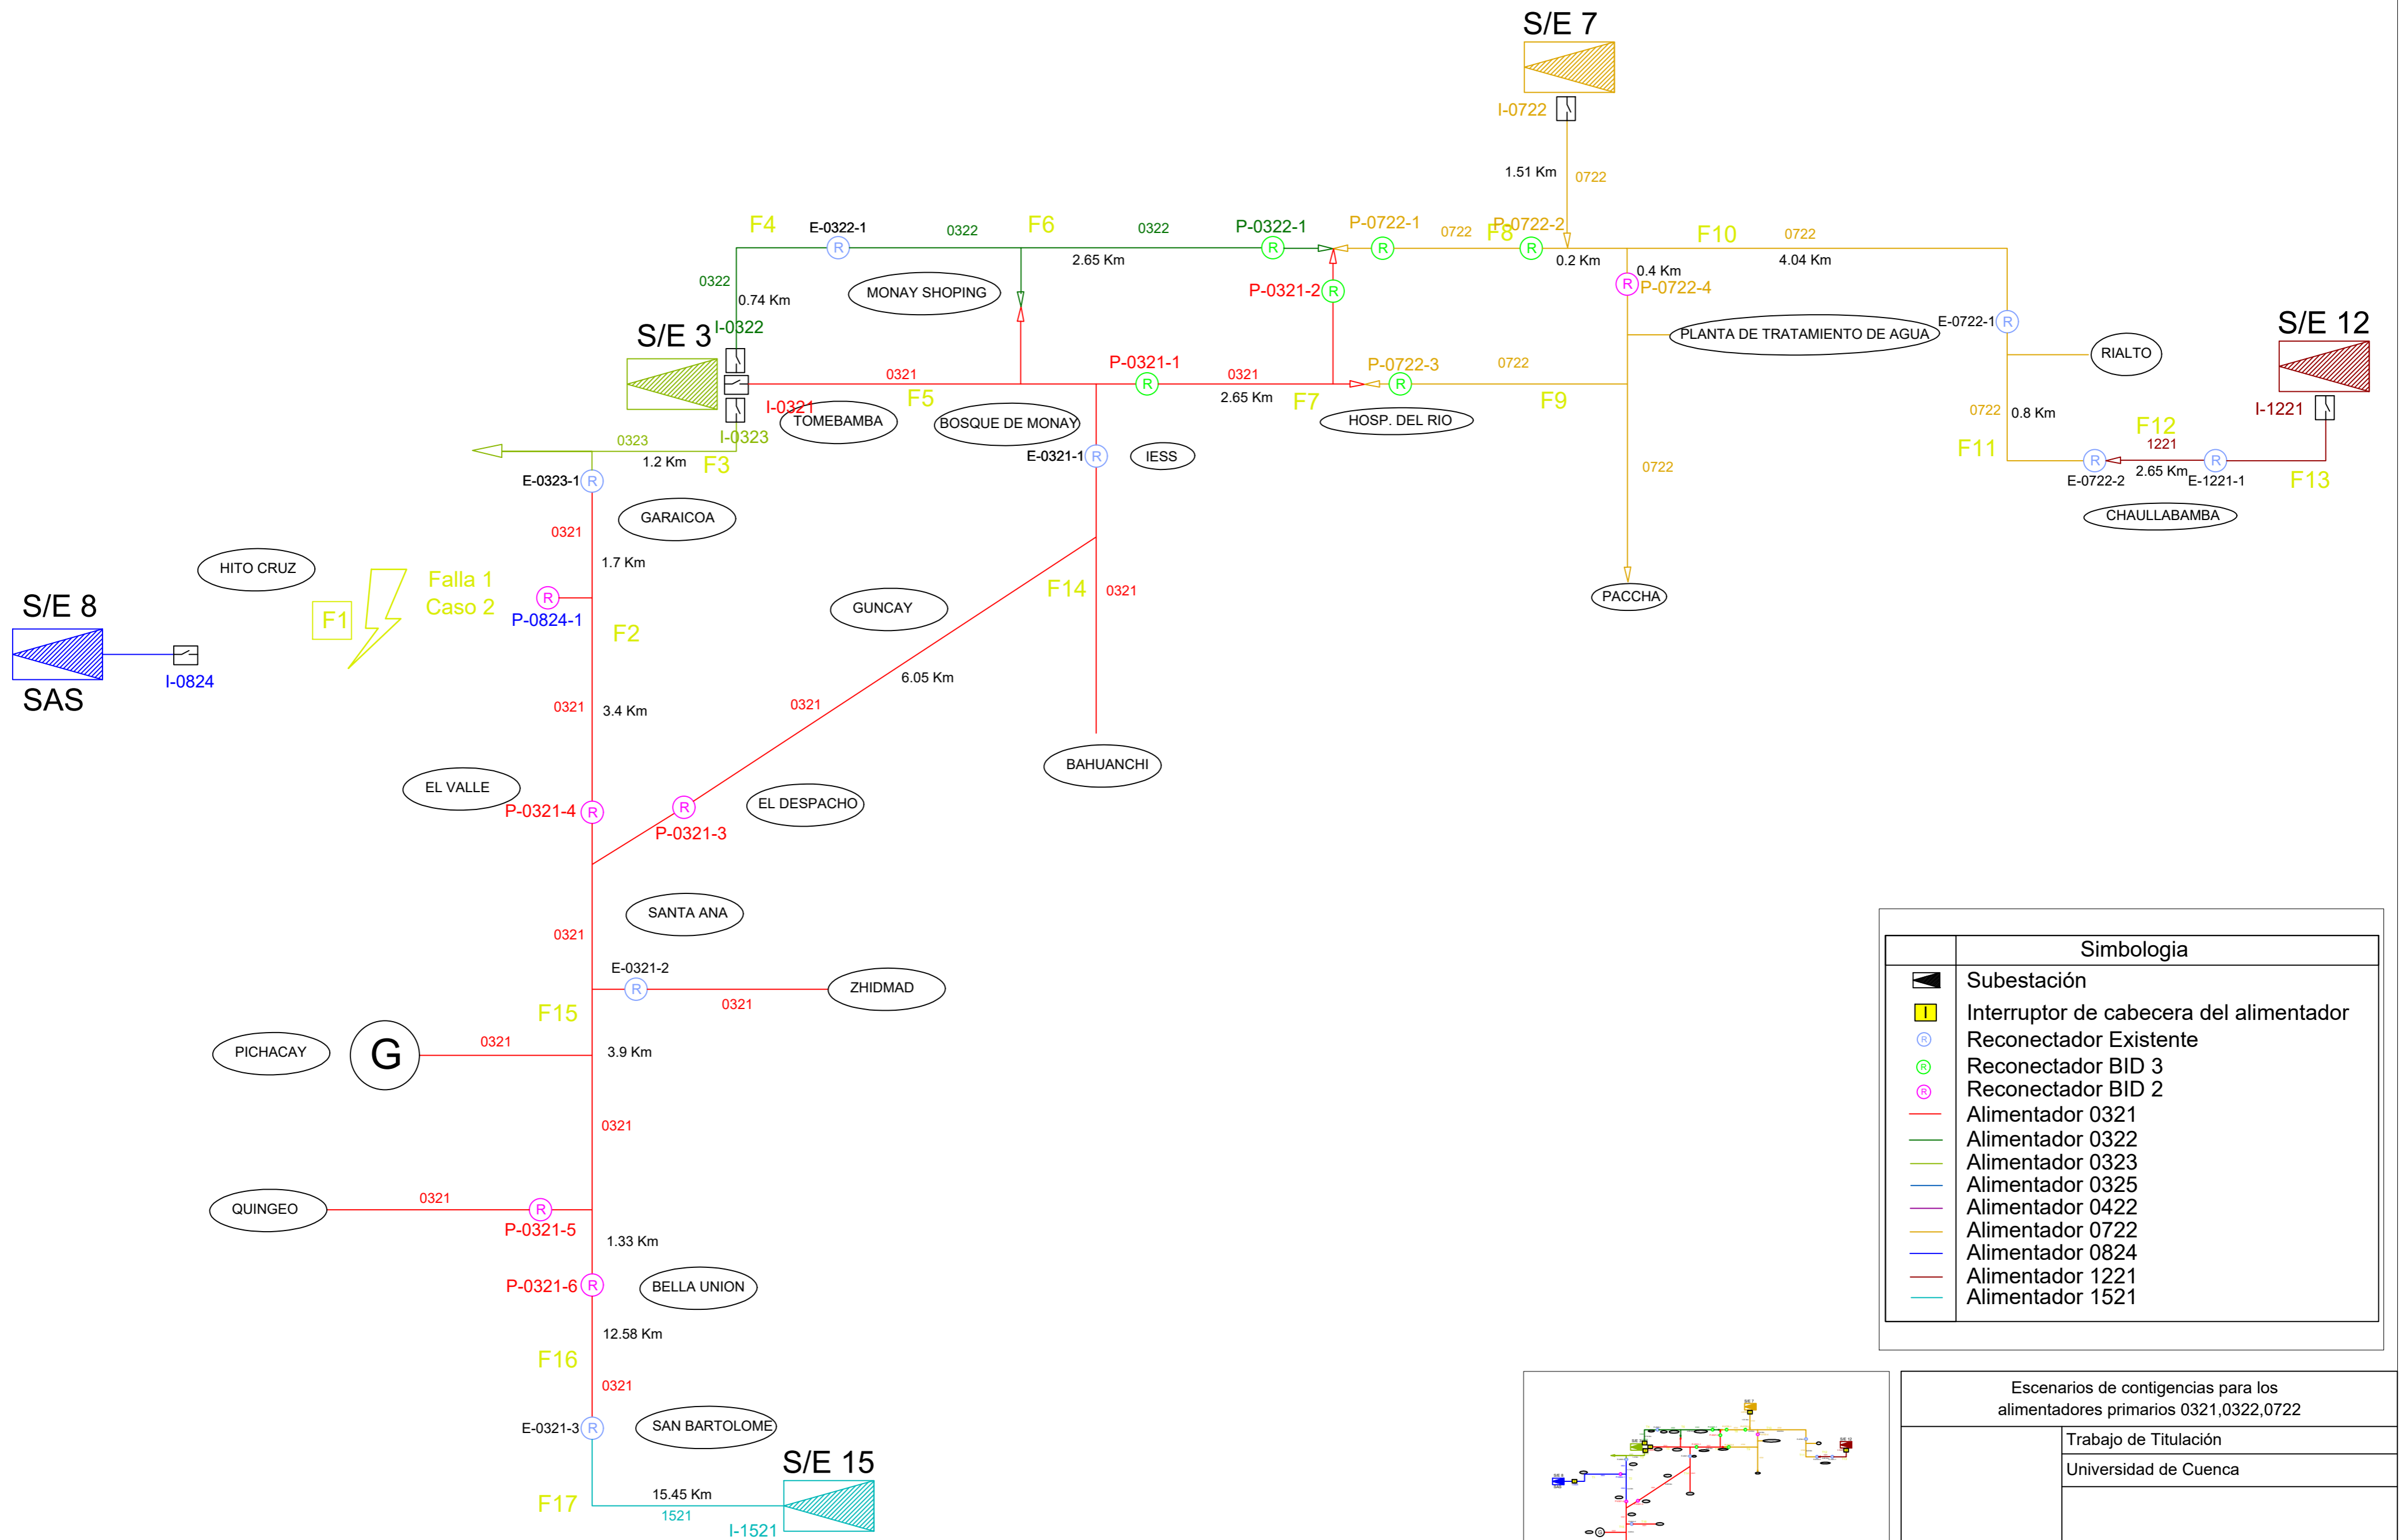 S/E 7
I-0722
1.51 Km
0722
F4
E-0322-1
0322
F6
0322
P-0322-1
P-0722-1
0722
F8
P-0722-2
F10
0722
2.65 Km
0.2 Km
0.4 Km
4.04 Km
0322
0.74 Km
MONAY SHOPING
P-0321-2
P-0722-4
S/E 3
I-0322
PLANTA DE TRATAMIENTO DE AGUA
E-0722-1
S/E 12
RIALTO
0321
P-0321-1
0321
P-0722-3
0722
F5
2.65 Km
F7
F9
I-0321
TOMEBAMBA
BOSQUE DE MONAY
HOSP. DEL RIO
0722
0.8 Km
I-1221
I-0323
0323
1.2 Km
F3
E-0321-1
IESS
0722
F11
F12
1221
2.65 Km
E-0722-2
E-1221-1
F13
E-0323-1
GARAICOA
CHAULLABAMBA
0321
1.7 Km
HITO CRUZ
Falla 1
Caso 2
F1
P-0824-1
F2
GUNCAY
F14
0321
PACCHA
S/E 8
I-0824
SAS
6.05 Km
0321
0321
3.4 Km
EL VALLE
P-0321-4
P-0321-3
EL DESPACHO
BAHUANCHI
SANTA ANA
0321
E-0321-2
0321
ZHIDMAD
F15
PICHACAY
G
0321
3.9 Km
0321
QUINGEO
0321
P-0321-5
1.33 Km
P-0321-6
BELLA UNION
12.58 Km
F16
0321
E-0321-3
SAN BARTOLOME
S/E 15
F17
15.45 Km
1521
I-1521
Simbologia
Subestación
I
Interruptor de cabecera del alimentador
R
Reconectador Existente
R
Reconectador BID 3
R
Reconectador BID 2
Alimentador 0321
Alimentador 0322
Alimentador 0323
Alimentador 0325
Alimentador 0422
Alimentador 0722
Alimentador 0824
Alimentador 1221
Alimentador 1521
Escenarios de contigencias para los
alimentadores primarios 0321,0322,0722
Trabajo de Titulación
Universidad de Cuenca